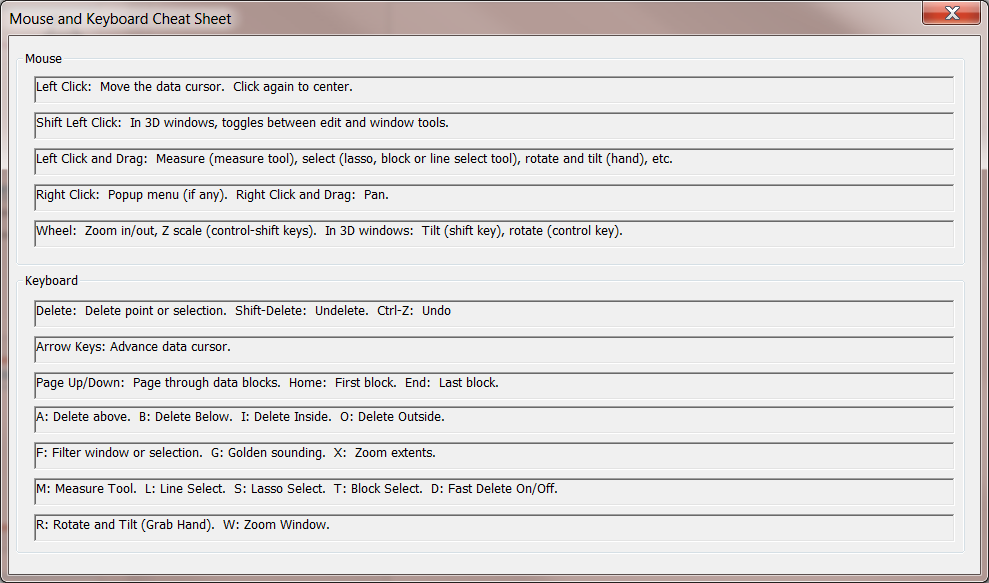 Mouse and Keyboard Cheat Sheet
Mouse
Left Click:  Move the data cursor.  Click again to center.
Shift Left Click:  In 3D windows, toggles between edit and window tools.
Left Click and Drag:  Measure (measure tool), select (lasso, block or line select tool), rotate and tilt (hand), etc.
Right Click:  Popup menu (if any).  Right Click and Drag:  Pan.
Wheel:  Zoom in/out, Z scale (control-shift keys).  In 3D windows:  Tilt (shift key), rotate (control key).
Keyboard
Delete:  Delete point or selection.  Shift-Delete:  Undelete.  Ctrl-Z:  Undo
Arrow Keys: Advance data cursor.
Page Up/Down:  Page through data blocks.  Home:  First block.  End:  Last block.
A: Delete above.  B: Delete Below.  I: Delete Inside.  O: Delete Outside.
F: Filter window or selection.  G: Golden sounding.  X:  Zoom extents.
M: Measure Tool.  L: Line Select.  S: Lasso Select.  T: Block Select.  D: Fast Delete On/Off.
R: Rotate and Tilt (Grab Hand).  W: Zoom Window.